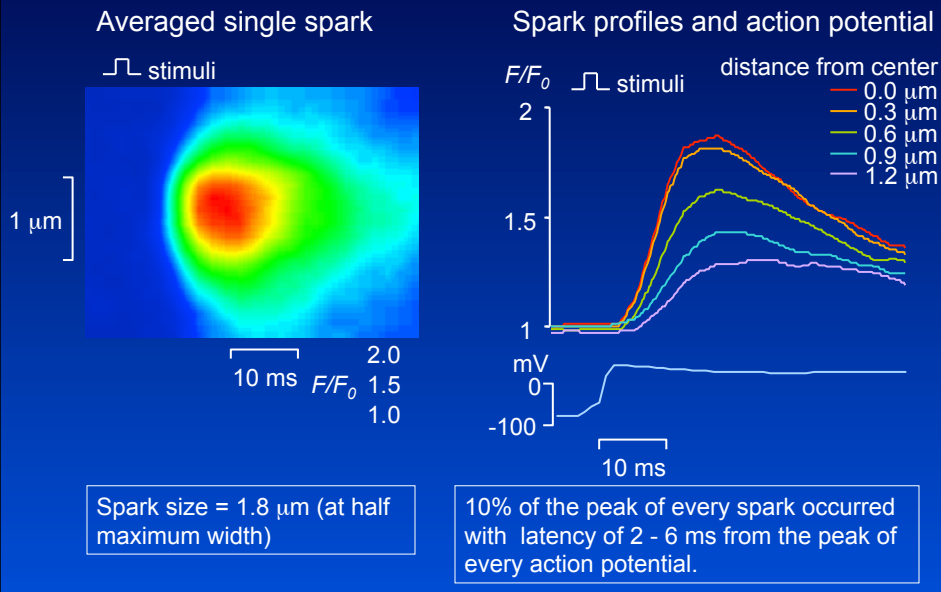 Averaged single spark
stimuli
1 μm
10 ms
F/F0
2.0
1.5
1.0
Spark size = 1.8 μm (at half
maximum width)
Spark profiles and action potential
F/F0
stimuli
distance from center
0.0 μm
0.3 μm
0.6 μm
0.9 μm
1.2 μm
2
1.5
1
mV
0
-100
10 ms
10% of the peak of every spark occurred
with latency of 2 - 6 ms from the peak of
every action potential.